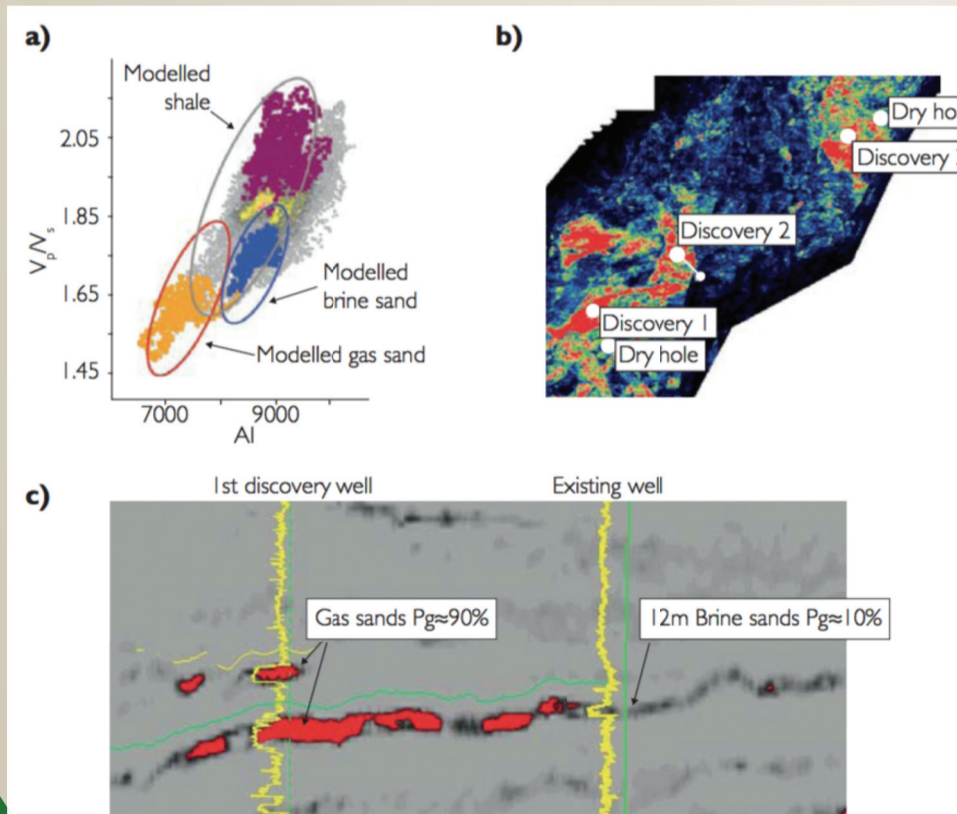 a)
Modelled
shale
2.05
1.85
1.65
1.45
Vp/Vs
7000 9000
AI
Modelled
brine sand
Modelled gas sand
b)
Dry
Discovery
Discovery 2
Discovery 1
Dry hole
c)
1st discovery well Existing well
Gas sands Pg≈90% 12m Brine sands Pg≈10%